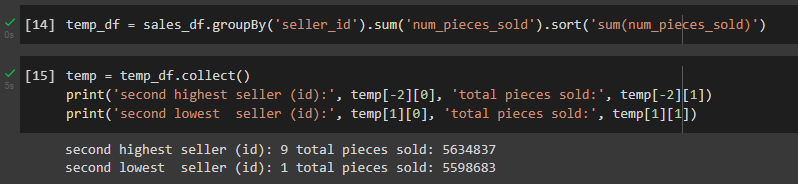 [14] temp_df = sales_df.groupBy('seller_id').sum('num_pieces_sold').sort('sum(num_pieces_sold)')
0s
[15] temp = temp_df.collect()
5s
print('second highest seller (id):', temp[-2][0], 'total pieces sold:', temp[-2][1])
print('second lowest  seller (id):', temp[1][0], 'total pieces sold:', temp[1][1])
second highest seller (id): 9 total pieces sold: 5634837
second lowest  seller (id): 1 total pieces sold: 5598683